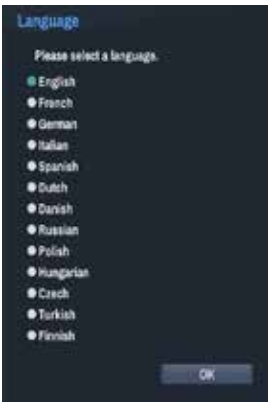 Language
Please select a language.
English
French
German
Italian
Spanish
Dutch
Danish
Russian
Polish
Hungarian
Czech
Turkish
Finnish
OK